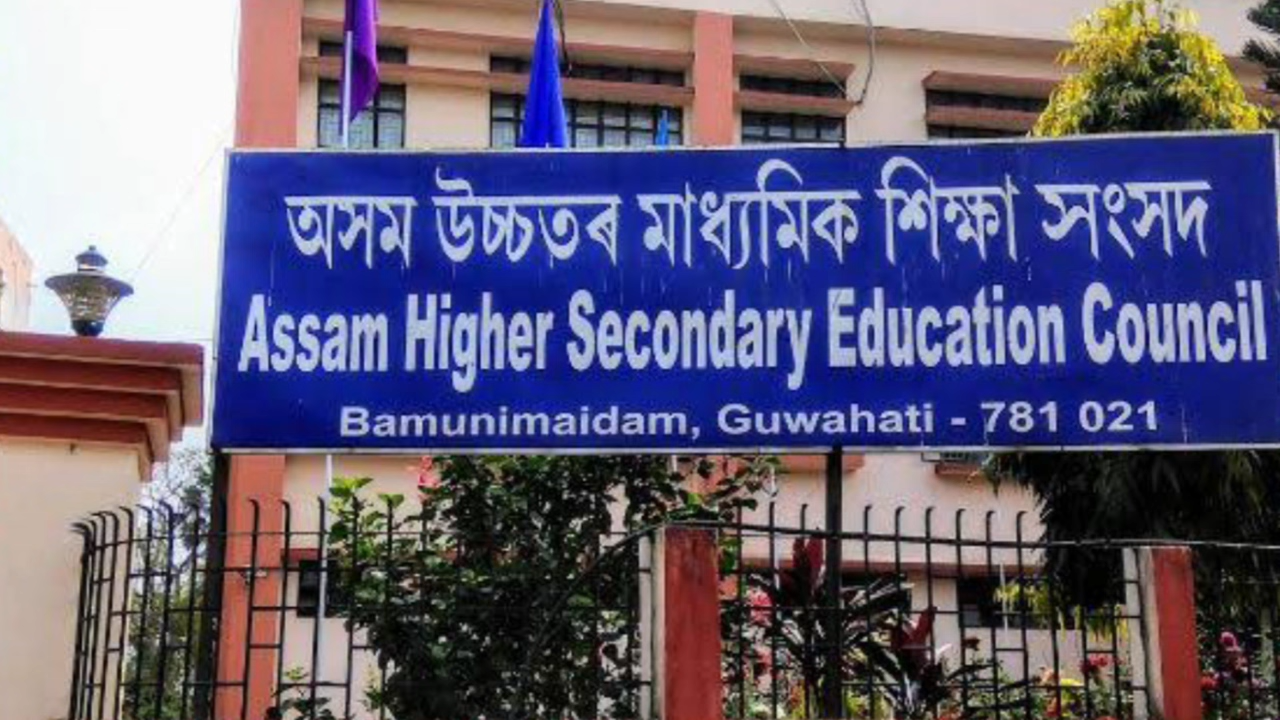 অসম উচ্চতৰ মাধ্যমিক শিক্ষা সংসদ
Assam Higher Secondary Education Council
Bamunimaidam, Guwahati - 781 021